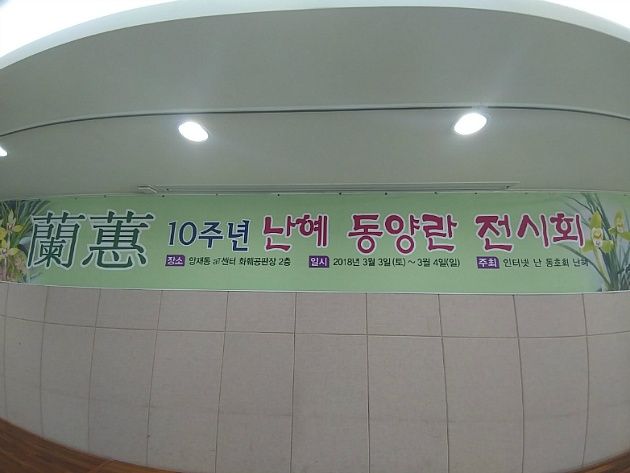 蘭蕙 10주년 난혜 동양란 전시회
장소 양재동 aT센터 화훼공판장 2층 일시 2018년 3월 3일(토)～3월 4일(일) 주최 인터넷 난 동호회 난혜